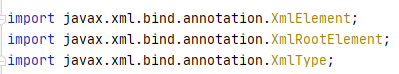 import javax.xml.bind.annotation.XmlElement;
import javax.xml.bind.annotation.XmlRootElement;
import javax.xml.bind.annotation.XmlType;